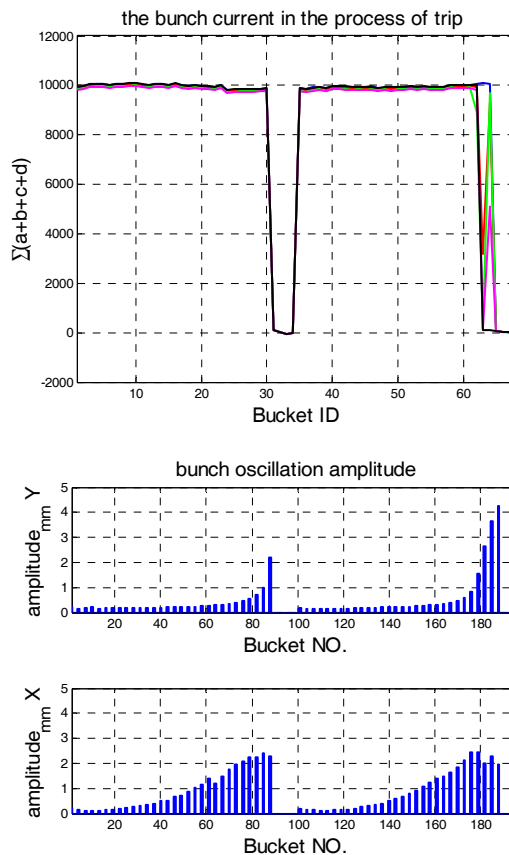 the bunch current in the process of trip
12000
10000
8000
6000
4000
2000
0
-2000
∑(a+b+c+d)
10 20 30 40 50 60
Bucket ID
bunch oscillation amplitude
5
4
3
2
1
0
amplitude_mm Y
20 40 60 80 100 120 140 160 180
Bucket NO.
5
4
3
2
1
0
amplitude_mm X
20 40 60 80 100 120 140 160 180
Bucket NO.